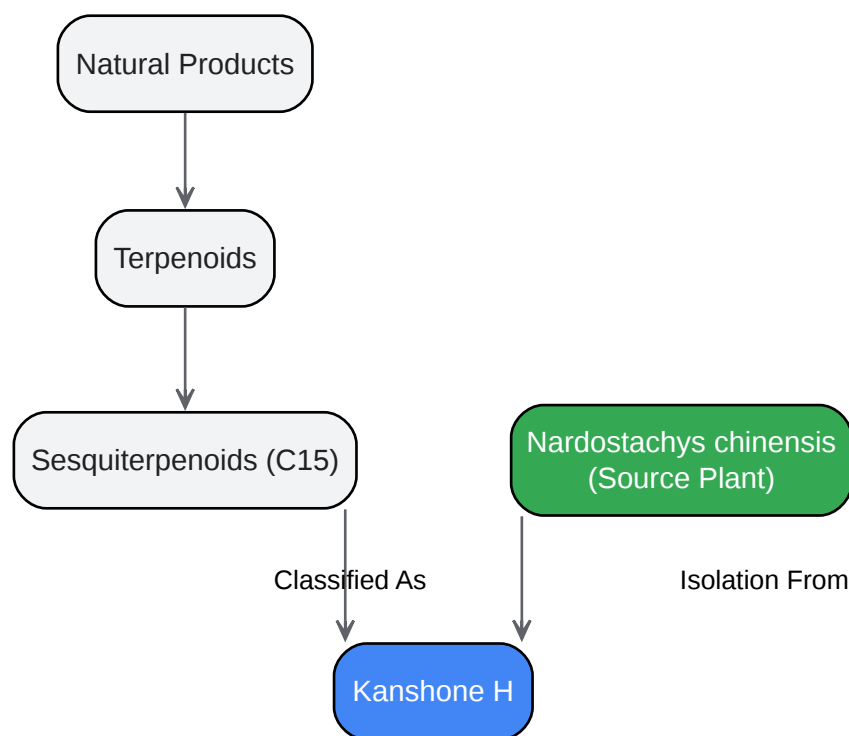 Natural Products
Terpenoids
Sesquiterpenoids (C15)
Nardostachys chinensis
(Source Plant)
Classified As
Isolation From
Kanshone H